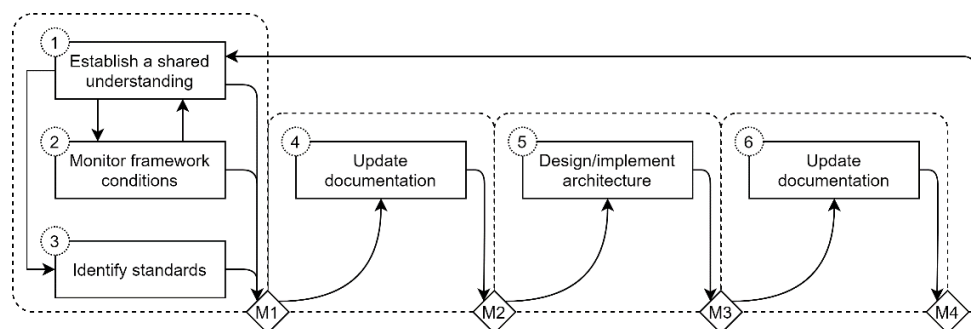 1
Establish a shared
understanding
2
Monitor framework
conditions
3
Identify standards
M1
4
Update
documentation
M2
5
Design/implement
architecture
M3
6
Update
documentation
M4